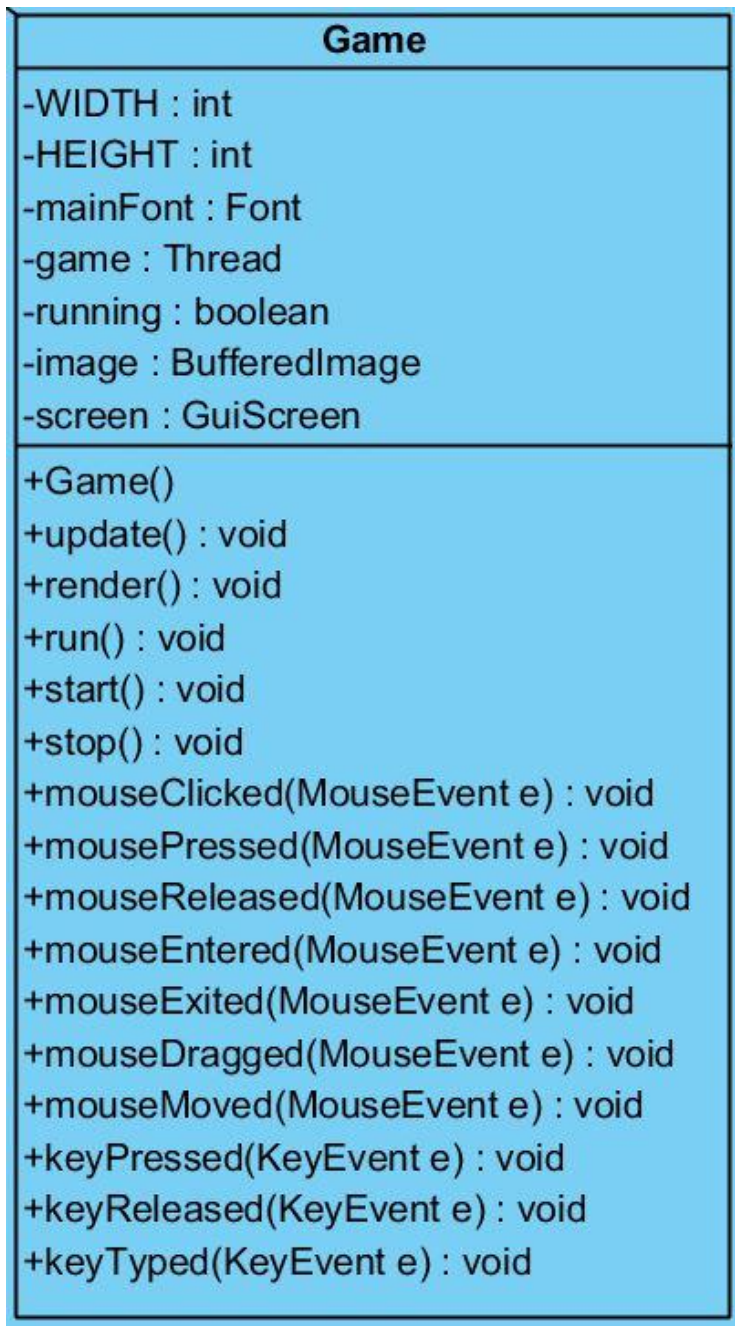 Game
-WIDTH : int
-HEIGHT : int
-mainFont : Font
-game : Thread
-running : boolean
-image : BufferedImage
-screen : GuiScreen
+Game()
+update() : void
+render() : void
+run() : void
+start() : void
+stop() : void
+mouseClicked(MouseEvent e) : void
+mousePressed(MouseEvent e) : void
+mouseReleased(MouseEvent e) : void
+mouseEntered(MouseEvent e) : void
+mouseExited(MouseEvent e) : void
+mouseDragged(MouseEvent e) : void
+mouseMoved(MouseEvent e) : void
+keyPressed(KeyEvent e) : void
+keyReleased(KeyEvent e) : void
+keyTyped(KeyEvent e) : void